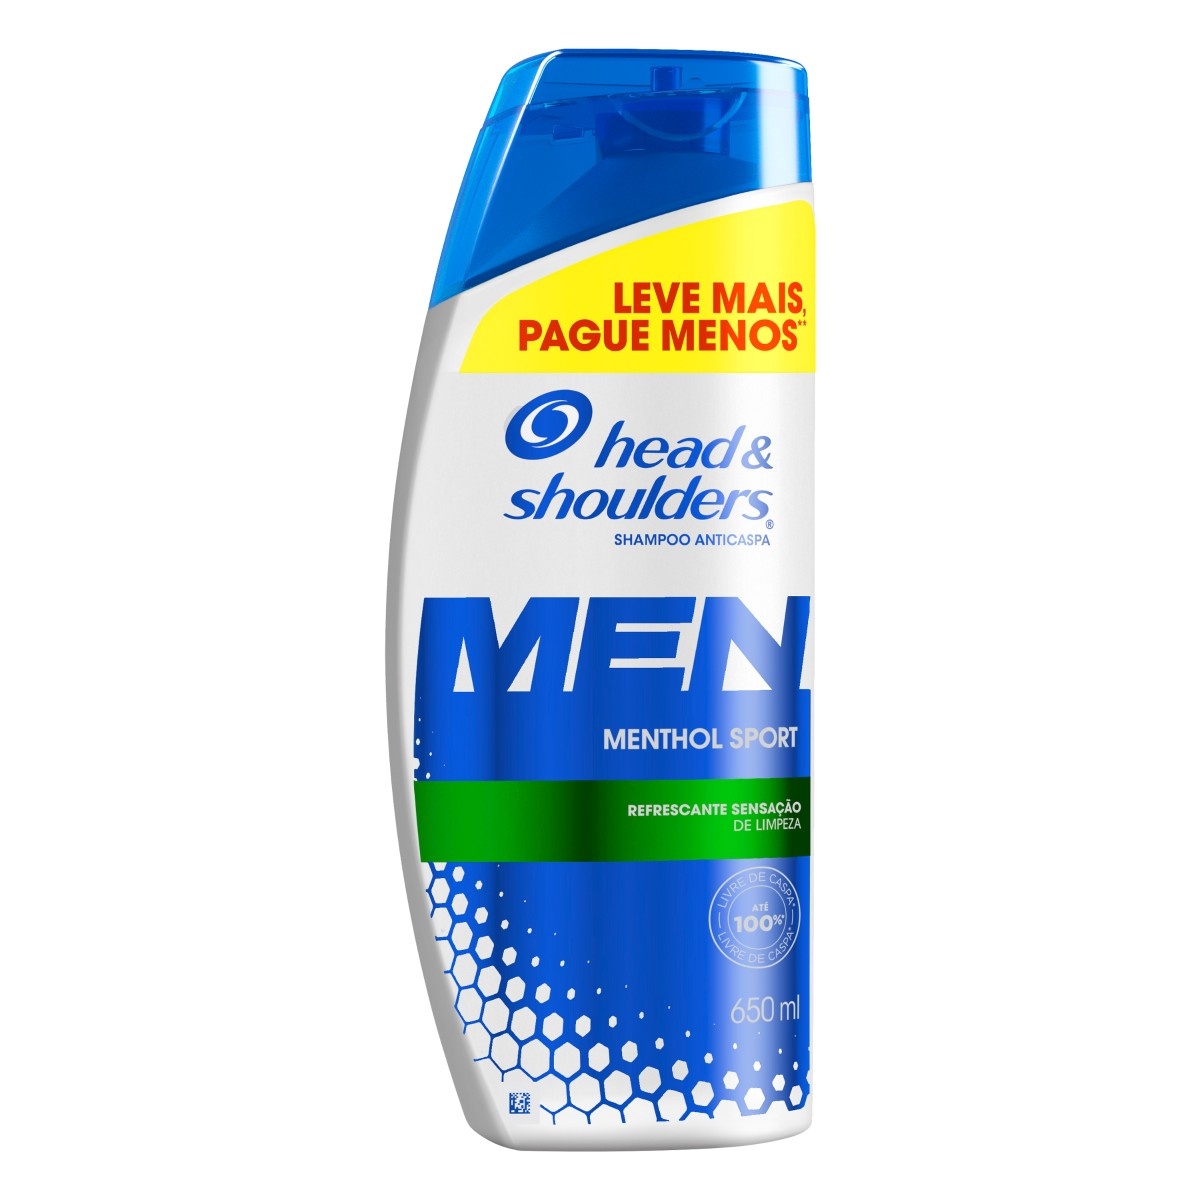 LEVE MAIS,
PAGUE MENOS**
head &
shoulders®
SHAMPOO ANTICASPA
MEN
MENTHOL SPORT
REFRESCANTE SENSAÇÃO
DE LIMPEZA
LIVRE DE CASPA*
ATÉ
100%*
LIVRE DE CASPA*
650 ml